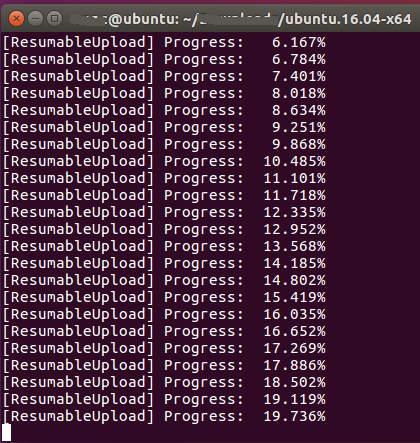 @ubuntu: ~/ /ubuntu.16.04-x64
[ResumableUpload] Progress:   6.167%
[ResumableUpload] Progress:   6.784%
[ResumableUpload] Progress:   7.401%
[ResumableUpload] Progress:   8.018%
[ResumableUpload] Progress:   8.634%
[ResumableUpload] Progress:   9.251%
[ResumableUpload] Progress:   9.868%
[ResumableUpload] Progress:  10.485%
[ResumableUpload] Progress:  11.101%
[ResumableUpload] Progress:  11.718%
[ResumableUpload] Progress:  12.335%
[ResumableUpload] Progress:  12.952%
[ResumableUpload] Progress:  13.568%
[ResumableUpload] Progress:  14.185%
[ResumableUpload] Progress:  14.802%
[ResumableUpload] Progress:  15.419%
[ResumableUpload] Progress:  16.035%
[ResumableUpload] Progress:  16.652%
[ResumableUpload] Progress:  17.269%
[ResumableUpload] Progress:  17.886%
[ResumableUpload] Progress:  18.502%
[ResumableUpload] Progress:  19.119%
[ResumableUpload] Progress:  19.736%